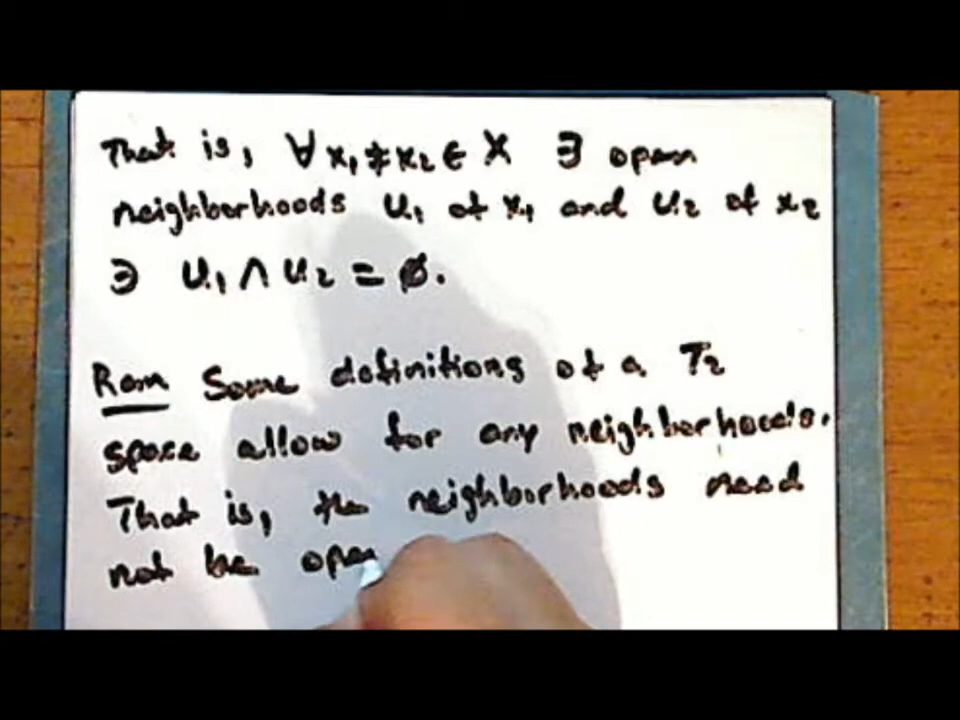 That is, ∀ x₁ ≠ x₂ ∈ X ∃ open
neighborhoods U₁ of x₁ and U₂ of x₂
∋ U₁ ∩ U₂ = ∅.
Rem Some definitions of a T₂
space allow for any neighborhoods.
That is, the neighborhoods need
not be open